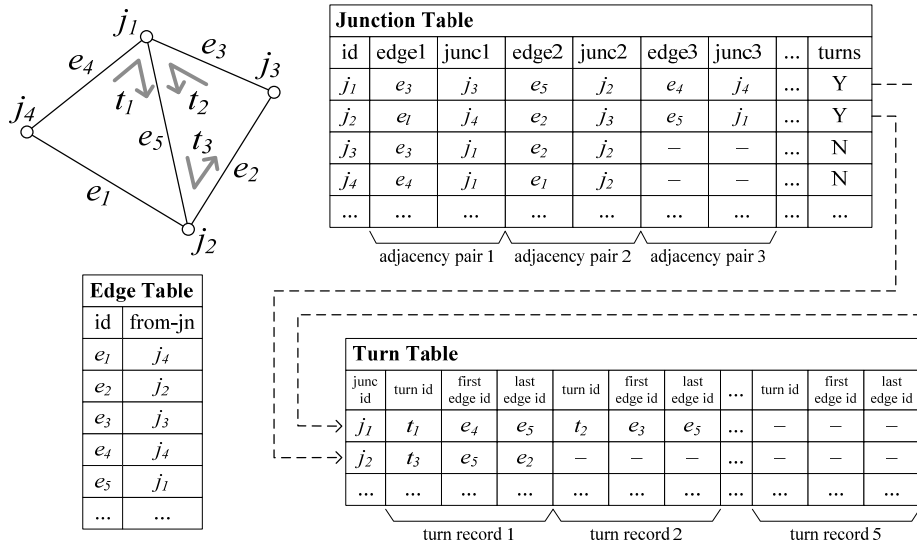 j1
e3
j3
e4
t1
t2
j4
e5
t3
e2
e1
j2
Junction Table
id edge1 junc1 edge2 junc2 edge3 junc3 ... turns
j1 e3 j3 e5 j2 e4 j4 ... Y
j2 el j4 e2 j3 e5 j1 ... Y
j3 e3 j1 e2 j2 – – ... N
j4 e4 j1 e1 j2 – – ... N
... ... ... ... ... ... ... ... ...
adjacency pair 1 adjacency pair 2 adjacency pair 3
Edge Table
id from-jn
e1 j4
e2 j2
e3 j3
e4 j4
e5 j1
... ...
Turn Table
junc id turn id first edge id last edge id turn id first edge id last edge id ... turn id first edge id last edge id
j1 t1 e4 e5 t2 e3 e5 ... – – –
j2 t3 e5 e2 – – – ... – – –
... ... ... ... ... ... ... ... ... ...
turn record 1 turn record 2 turn record 5